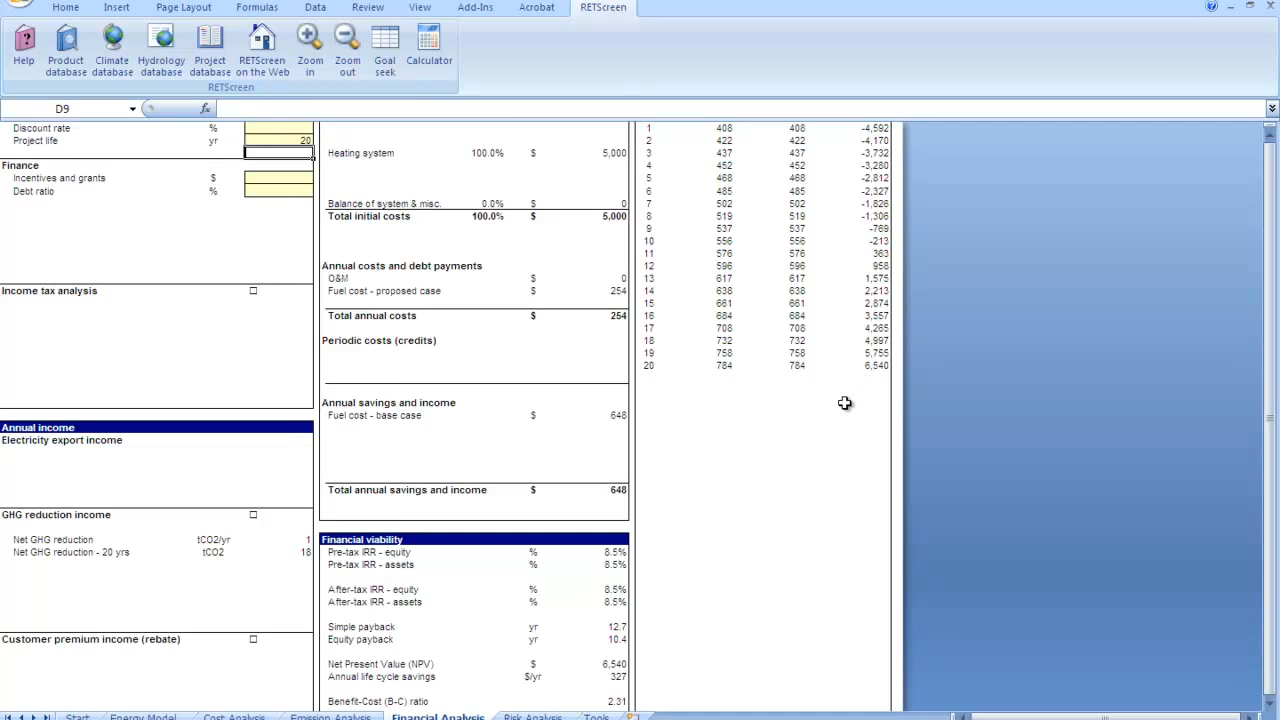 Home Insert Page Layout Formulas Data Review View Add-Ins Acrobat RETScreen
Help Product database Climate database Hydrology database Project database RETScreen on the Web Zoom in Zoom out Goal seek Calculator
RETScreen
D9 fx
Discount rate %
Project life yr 20
Finance
Incentives and grants $
Debt ratio %
Income tax analysis
Annual income
Electricity export income
GHG reduction income
Net GHG reduction tCO2/yr 1
Net GHG reduction - 20 yrs tCO2 18
Customer premium income (rebate)
Heating system 100.0% $ 5,000
Balance of system & misc. 0.0% $ 0
Total initial costs 100.0% $ 5,000
Annual costs and debt payments
O&M $ 0
Fuel cost - proposed case $ 254
Total annual costs $ 254
Periodic costs (credits)
Annual savings and income
Fuel cost - base case $ 648
Total annual savings and income $ 648
Financial viability
Pre-tax IRR - equity % 8.5%
Pre-tax IRR - assets % 8.5%
After-tax IRR - equity % 8.5%
After-tax IRR - assets % 8.5%
Simple payback yr 12.7
Equity payback yr 10.4
Net Present Value (NPV) $ 6,540
Annual life cycle savings $/yr 327
Benefit-Cost (B-C) ratio 2.31
1 408 408 -4,592
2 422 422 -4,170
3 437 437 -3,732
4 452 452 -3,280
5 468 468 -2,812
6 485 485 -2,327
7 502 502 -1,826
8 519 519 -1,306
9 537 537 -769
10 556 556 -213
11 576 576 363
12 596 596 958
13 617 617 1,575
14 638 638 2,213
15 661 661 2,874
16 684 684 3,557
17 708 708 4,265
18 732 732 4,997
19 758 758 5,755
20 784 784 6,540
Start Energy Model Cost Analysis Emission Analysis Financial Analysis Risk Analysis Tools